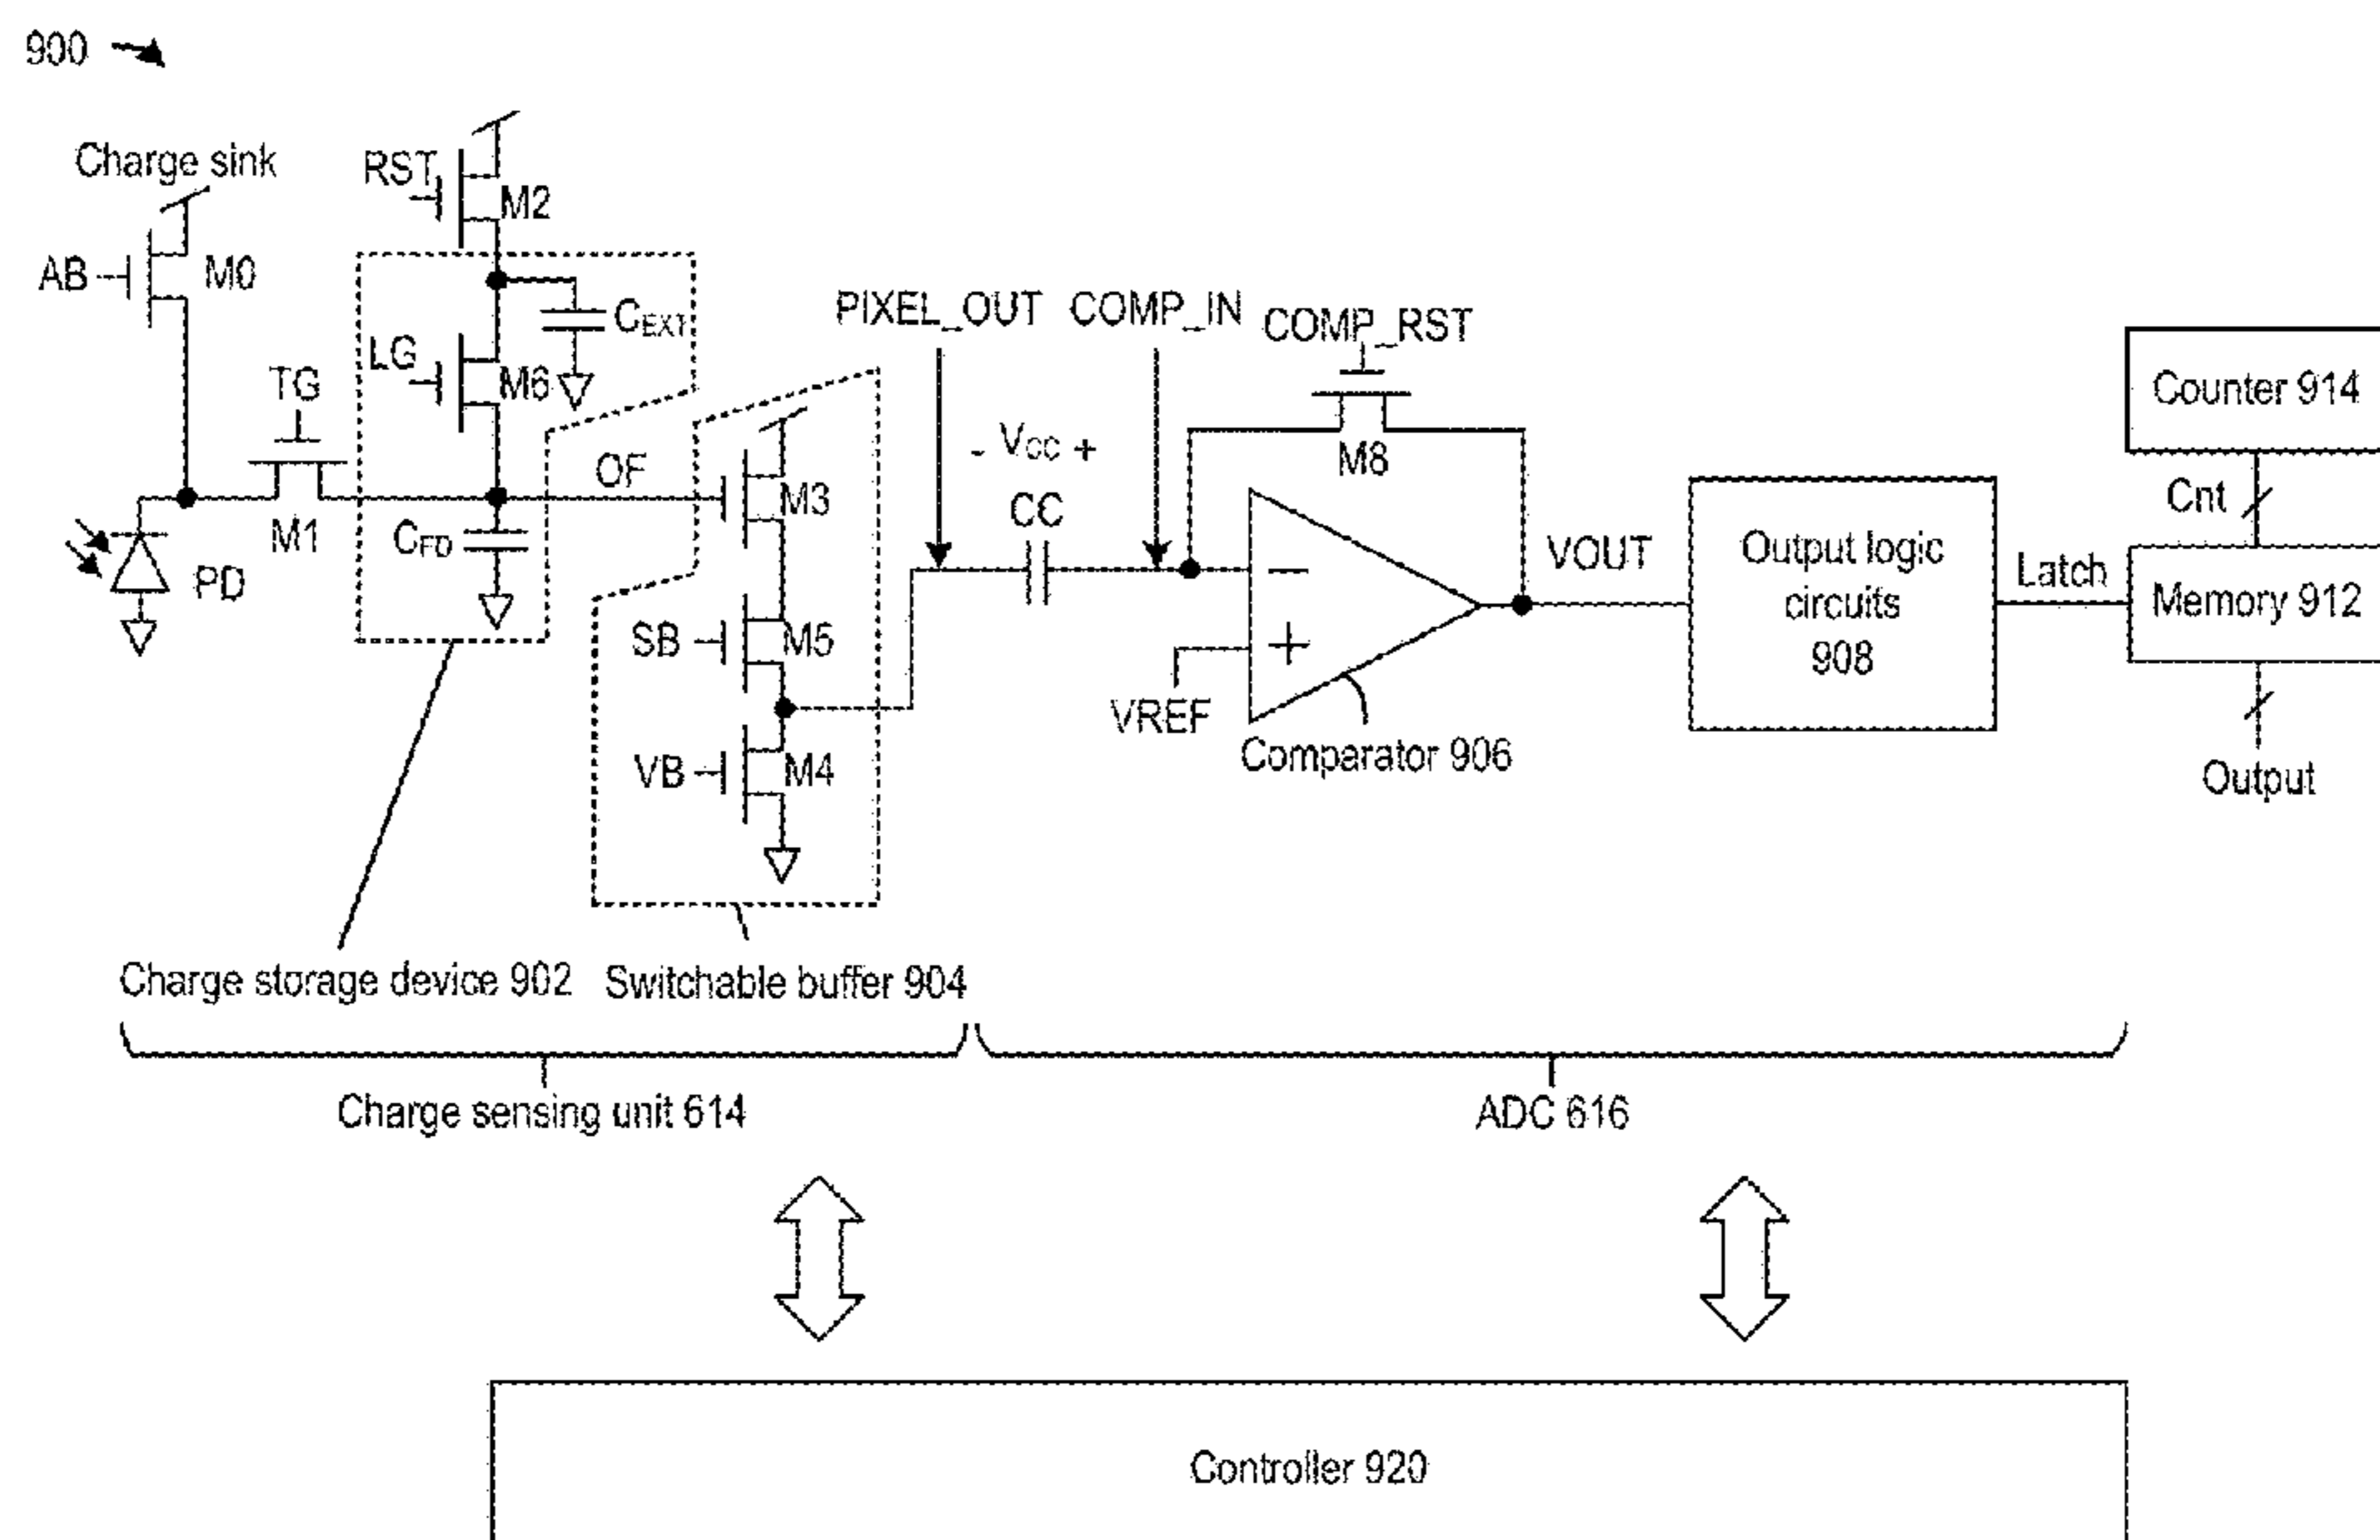 900
Charge sink
RST
M2
AB
M0
CEXT
LG
M6
TG
M1
CFD
PD
OF
M3
SB
M5
VB
M4
PIXEL_OUT
COMP_IN
COMP_RST
- VCC +
CC
M8
−
+
VREF
Comparator 906
VOUT
Output logic
circuits
908
Latch
Counter 914
Cnt
Memory 912
Output
Charge storage device 902
Switchable buffer 904
Charge sensing unit 614
ADC 616
Controller 920